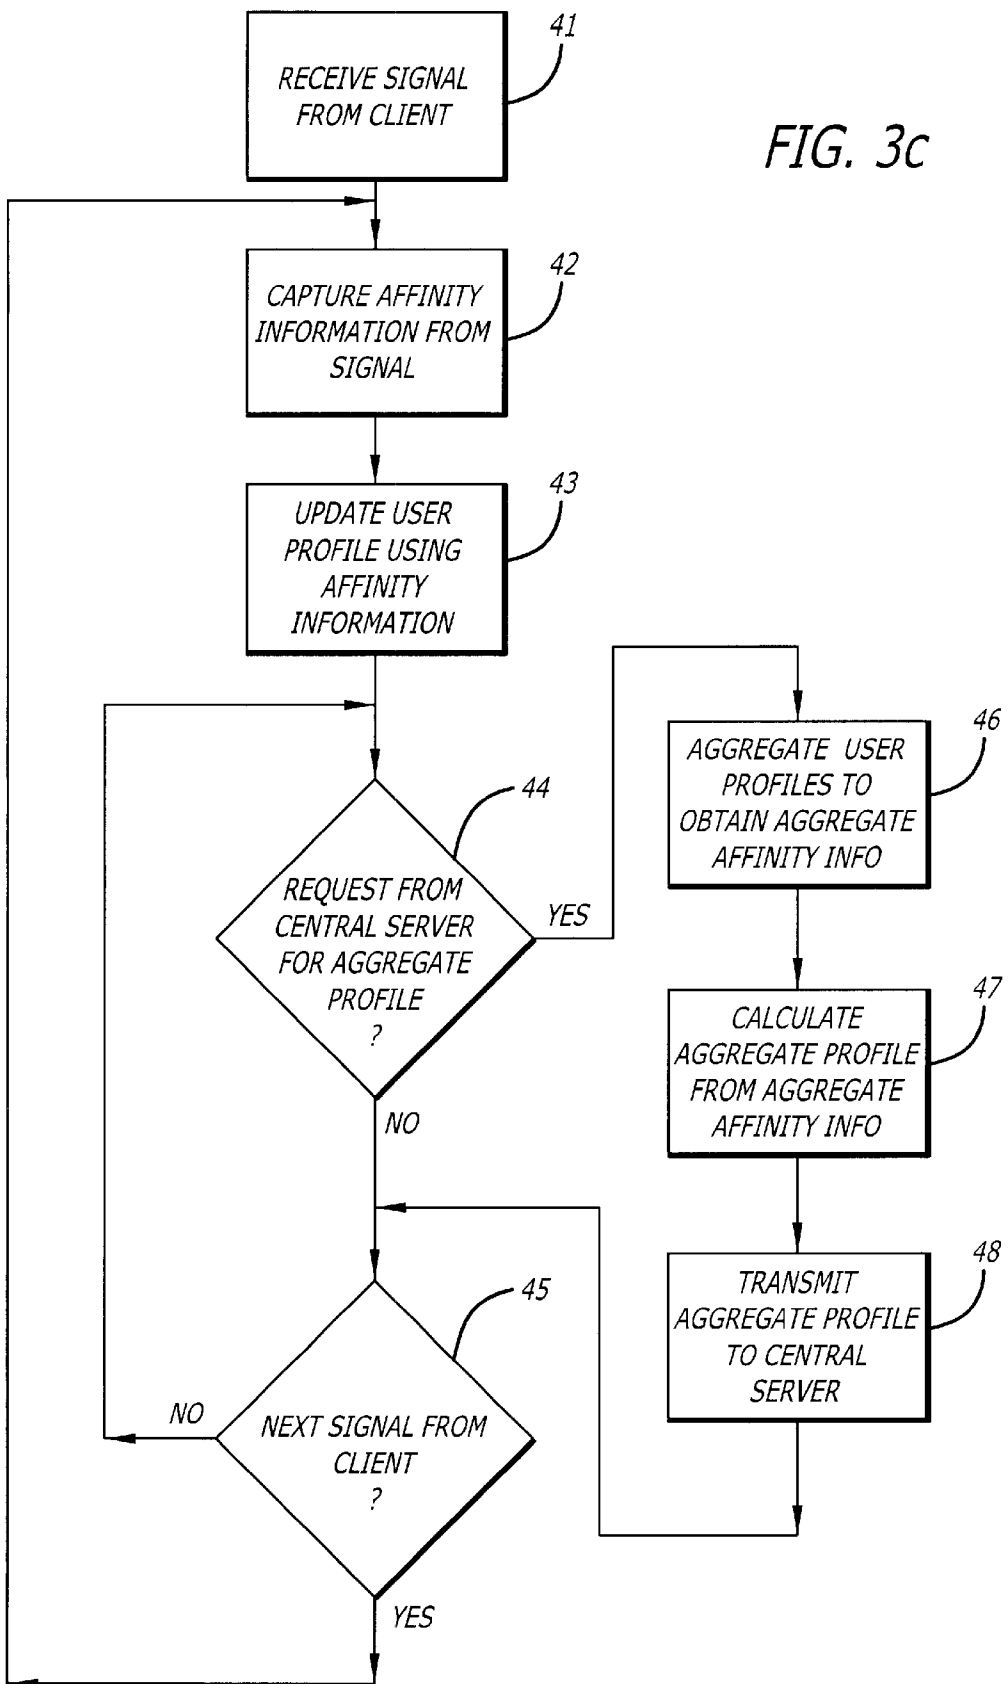 41
RECEIVE SIGNAL
FROM CLIENT
FIG. 3c
42
CAPTURE AFFINITY
INFORMATION FROM
SIGNAL
43
UPDATE USER
PROFILE USING
AFFINITY
INFORMATION
44
REQUEST FROM
CENTRAL SERVER
FOR AGGREGATE
PROFILE
?
YES
NO
46
AGGREGATE USER
PROFILES TO
OBTAIN AGGREGATE
AFFINITY INFO
47
CALCULATE
AGGREGATE PROFILE
FROM AGGREGATE
AFFINITY INFO
48
TRANSMIT
AGGREGATE PROFILE
TO CENTRAL
SERVER
45
NEXT SIGNAL FROM
CLIENT
?
NO
YES